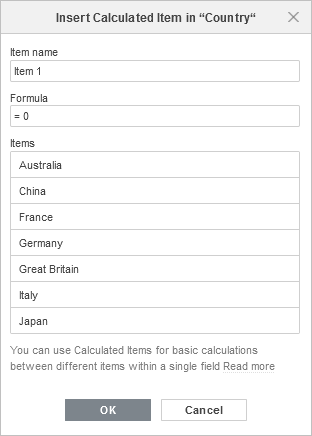 Insert Calculated Item in “Country“
Item name
Item 1
Formula
= 0
Items
Australia
China
France
Germany
Great Britain
Italy
Japan
You can use Calculated Items for basic calculations
between different items within a single field Read more
OK
Cancel